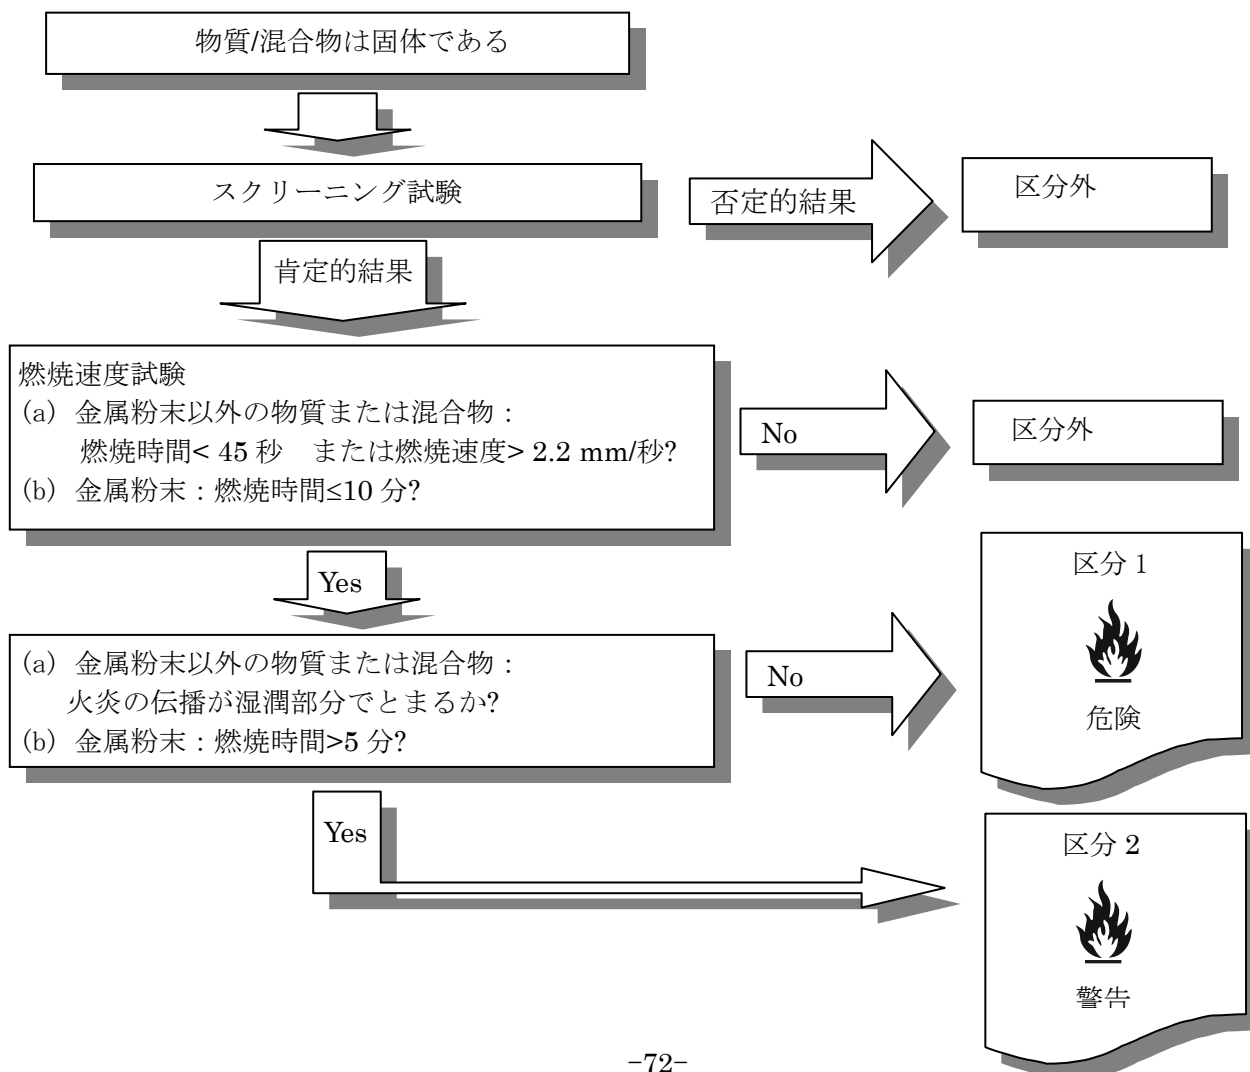 物質/混合物は固体である
スクリーニング試験
否定的結果
区分外
肯定的結果
燃焼速度試験
(a) 金属粉末以外の物質または混合物：
燃焼時間< 45 秒　または燃焼速度> 2.2 mm/秒?
(b) 金属粉末：燃焼時間≤10 分?
No
区分外
Yes
(a) 金属粉末以外の物質または混合物：
火炎の伝播が湿潤部分でとまるか?
(b) 金属粉末：燃焼時間>5 分?
No
区分 1
危険
Yes
区分 2
警告
-72-